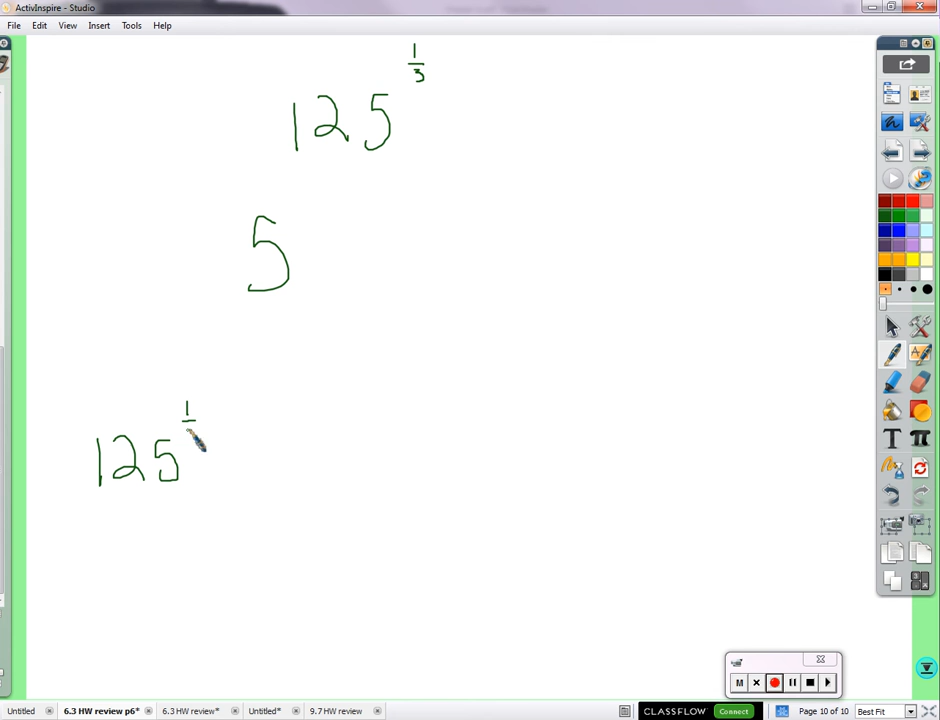 ActivInspire - Studio
File Edit View Insert Tools Help
125^{1/3}
5
125^{1/}
M
Untitled 6.3 HW review p6* 6.3 HW review* Untitled* 9.7 HW review CLASSFLOW Connect Page 10 of 10 Best Fit